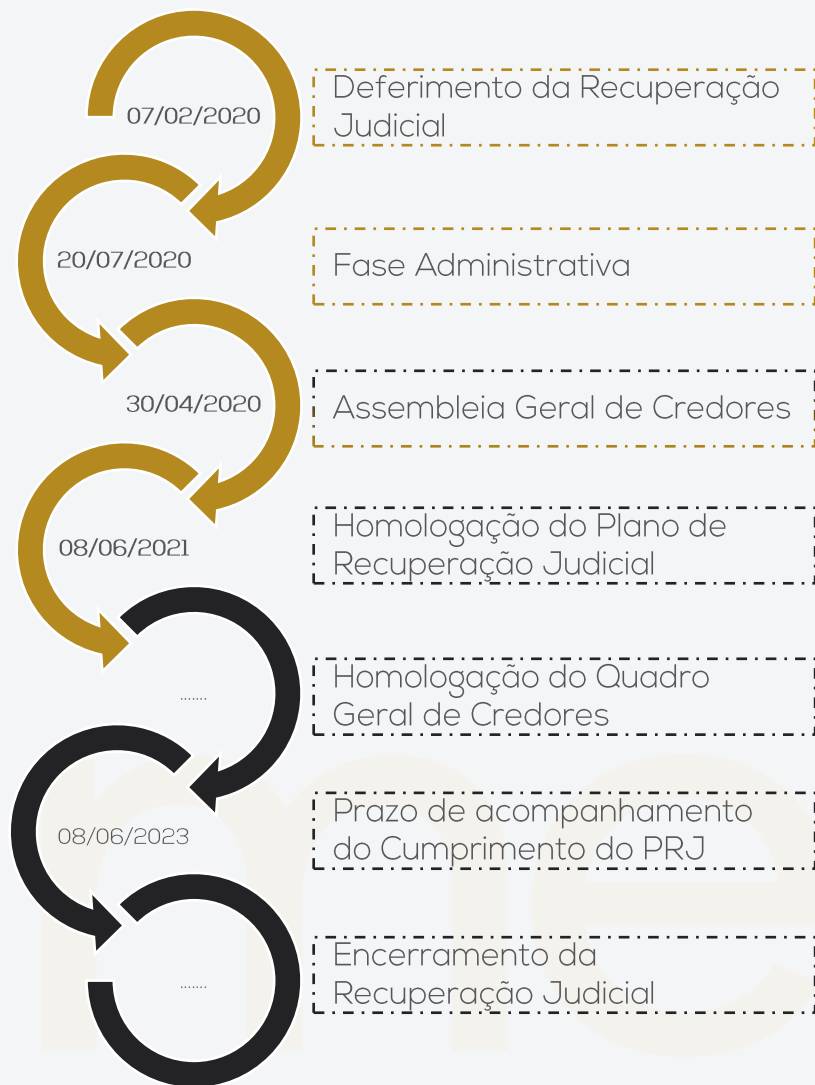 07/02/2020
Deferimento da Recuperação
Judicial
20/07/2020
Fase Administrativa
30/04/2020
Assembleia Geral de Credores
08/06/2021
Homologação do Plano de
Recuperação Judicial
.......
Homologação do Quadro
Geral de Credores
08/06/2023
Prazo de acompanhamento
do Cumprimento do PRJ
.......
Encerramento da
Recuperação Judicial
me